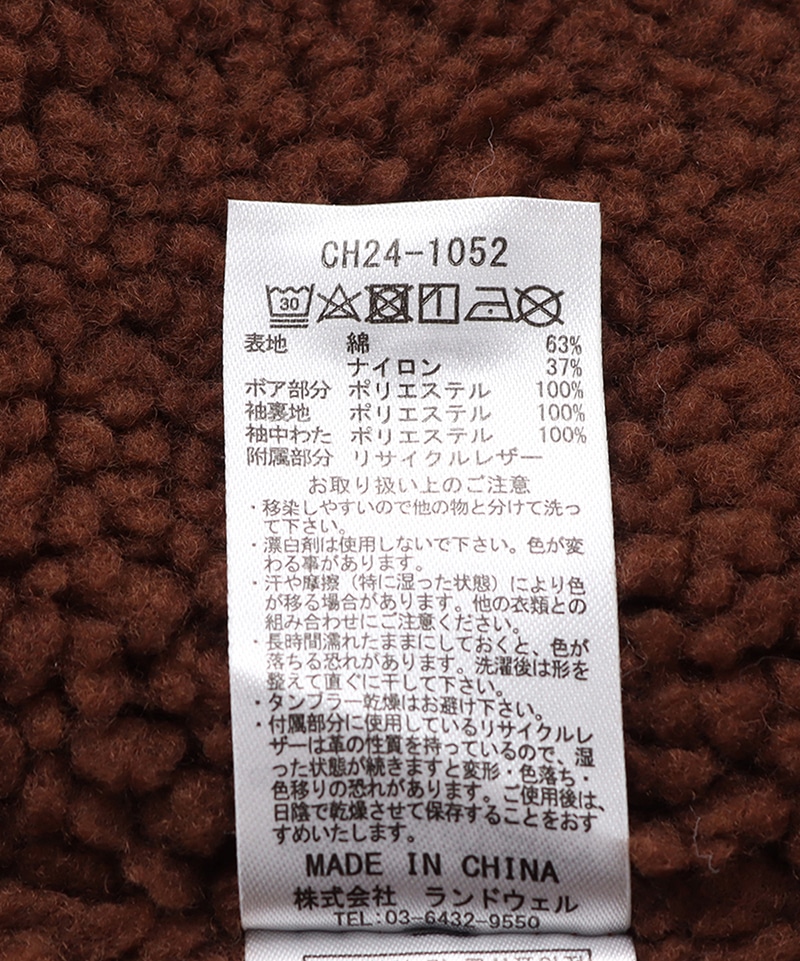 CH24-1052
30
表地 綿 63%
ナイロン 37%
ボア部分 ポリエステル 100%
袖裏地 ポリエステル 100%
袖中わた ポリエステル 100%
附属部分 リサイクルレザー
お取り扱い上のご注意
・移染しやすいので他の物と分けて洗っ
て下さい。
・漂白剤は使用しないで下さい。色が変
わる事があります。
・汗や摩擦（特に湿った状態）により色
が移る場合があります。他の衣類との
組み合わせにご注意ください。
・長時間濡れたままにしておくと、色が
落ちる恐れがあります。洗濯後は形を
整えて直ぐに干して下さい。
・タンブラー乾燥はお避け下さい。
・付属部分に使用しているリサイクルレ
ザーは革の性質を持っているので、湿
った状態が続きますと変形・色落ち・
色移りの恐れがあります。ご使用後は、
日陰で乾燥させて保存することをおす
すめいたします。
MADE IN CHINA
株式会社 ランドウェル
TEL:03-6432-9550